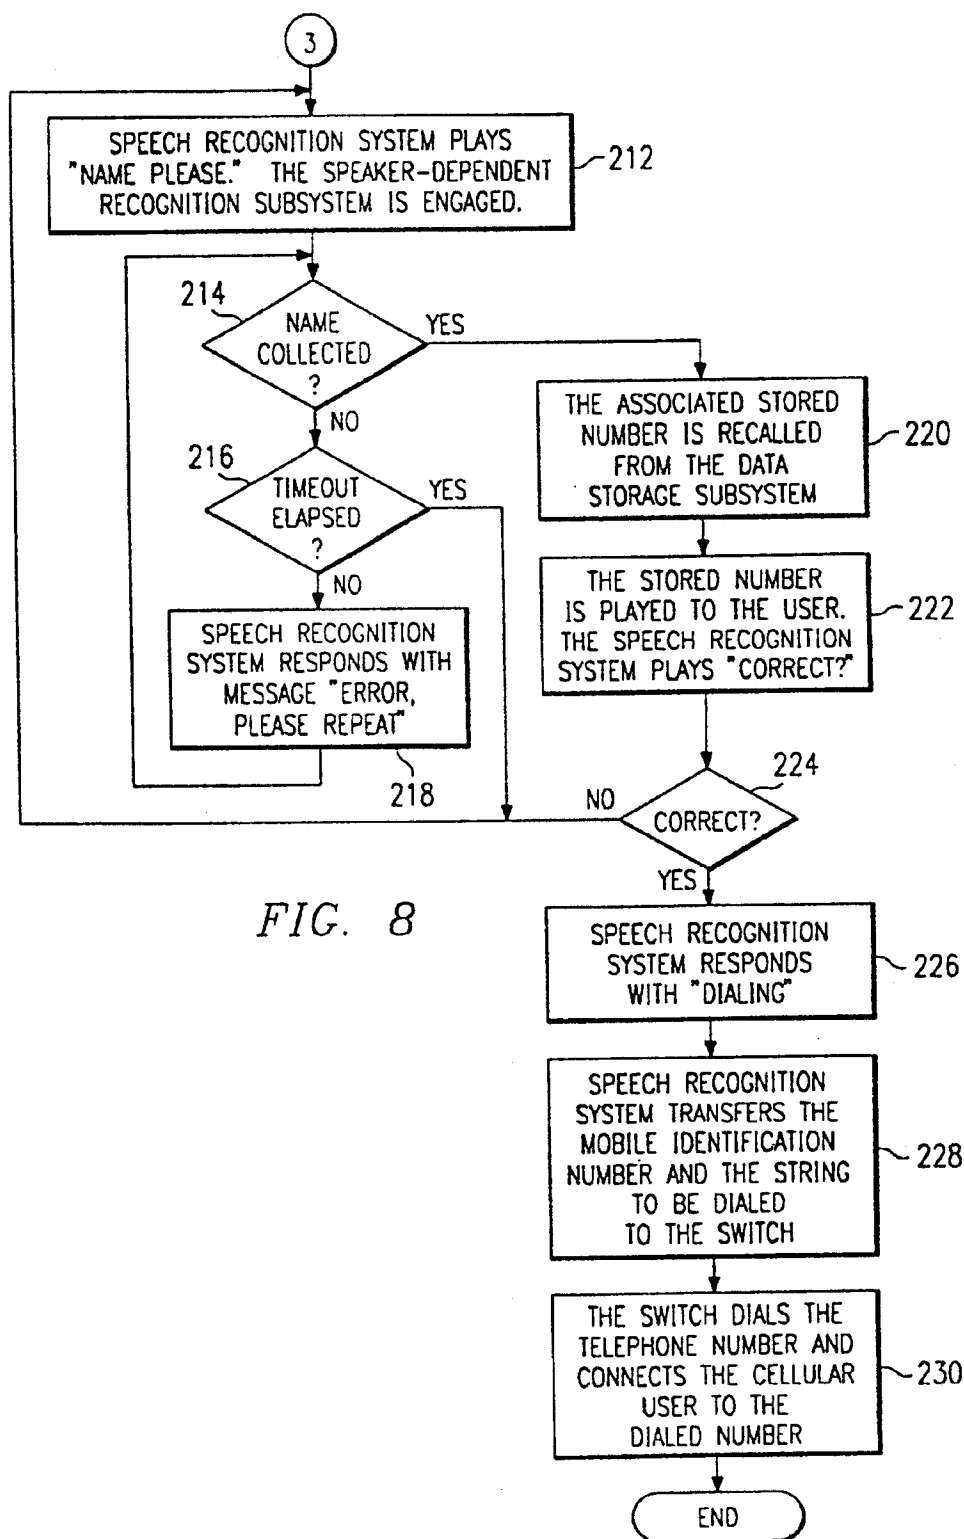 3
SPEECH RECOGNITION SYSTEM PLAYS
"NAME PLEASE." THE SPEAKER-DEPENDENT
RECOGNITION SUBSYSTEM IS ENGAGED.
212
214
NAME
COLLECTED
?
YES
NO
216
TIMEOUT
ELAPSED
?
YES
NO
SPEECH RECOGNITION
SYSTEM RESPONDS WITH
MESSAGE "ERROR,
PLEASE REPEAT"
218
THE ASSOCIATED STORED
NUMBER IS RECALLED
FROM THE DATA
STORAGE SUBSYSTEM
220
THE STORED NUMBER
IS PLAYED TO THE USER.
THE SPEECH RECOGNITION
SYSTEM PLAYS "CORRECT?"
222
224
NO
CORRECT?
YES
FIG. 8
SPEECH RECOGNITION
SYSTEM RESPONDS
WITH "DIALING"
226
SPEECH RECOGNITION
SYSTEM TRANSFERS THE
MOBILE IDENTIFICATION
NUMBER AND THE STRING
TO BE DIALED
TO THE SWITCH
228
THE SWITCH DIALS THE
TELEPHONE NUMBER AND
CONNECTS THE CELLULAR
USER TO THE
DIALED NUMBER
230
END